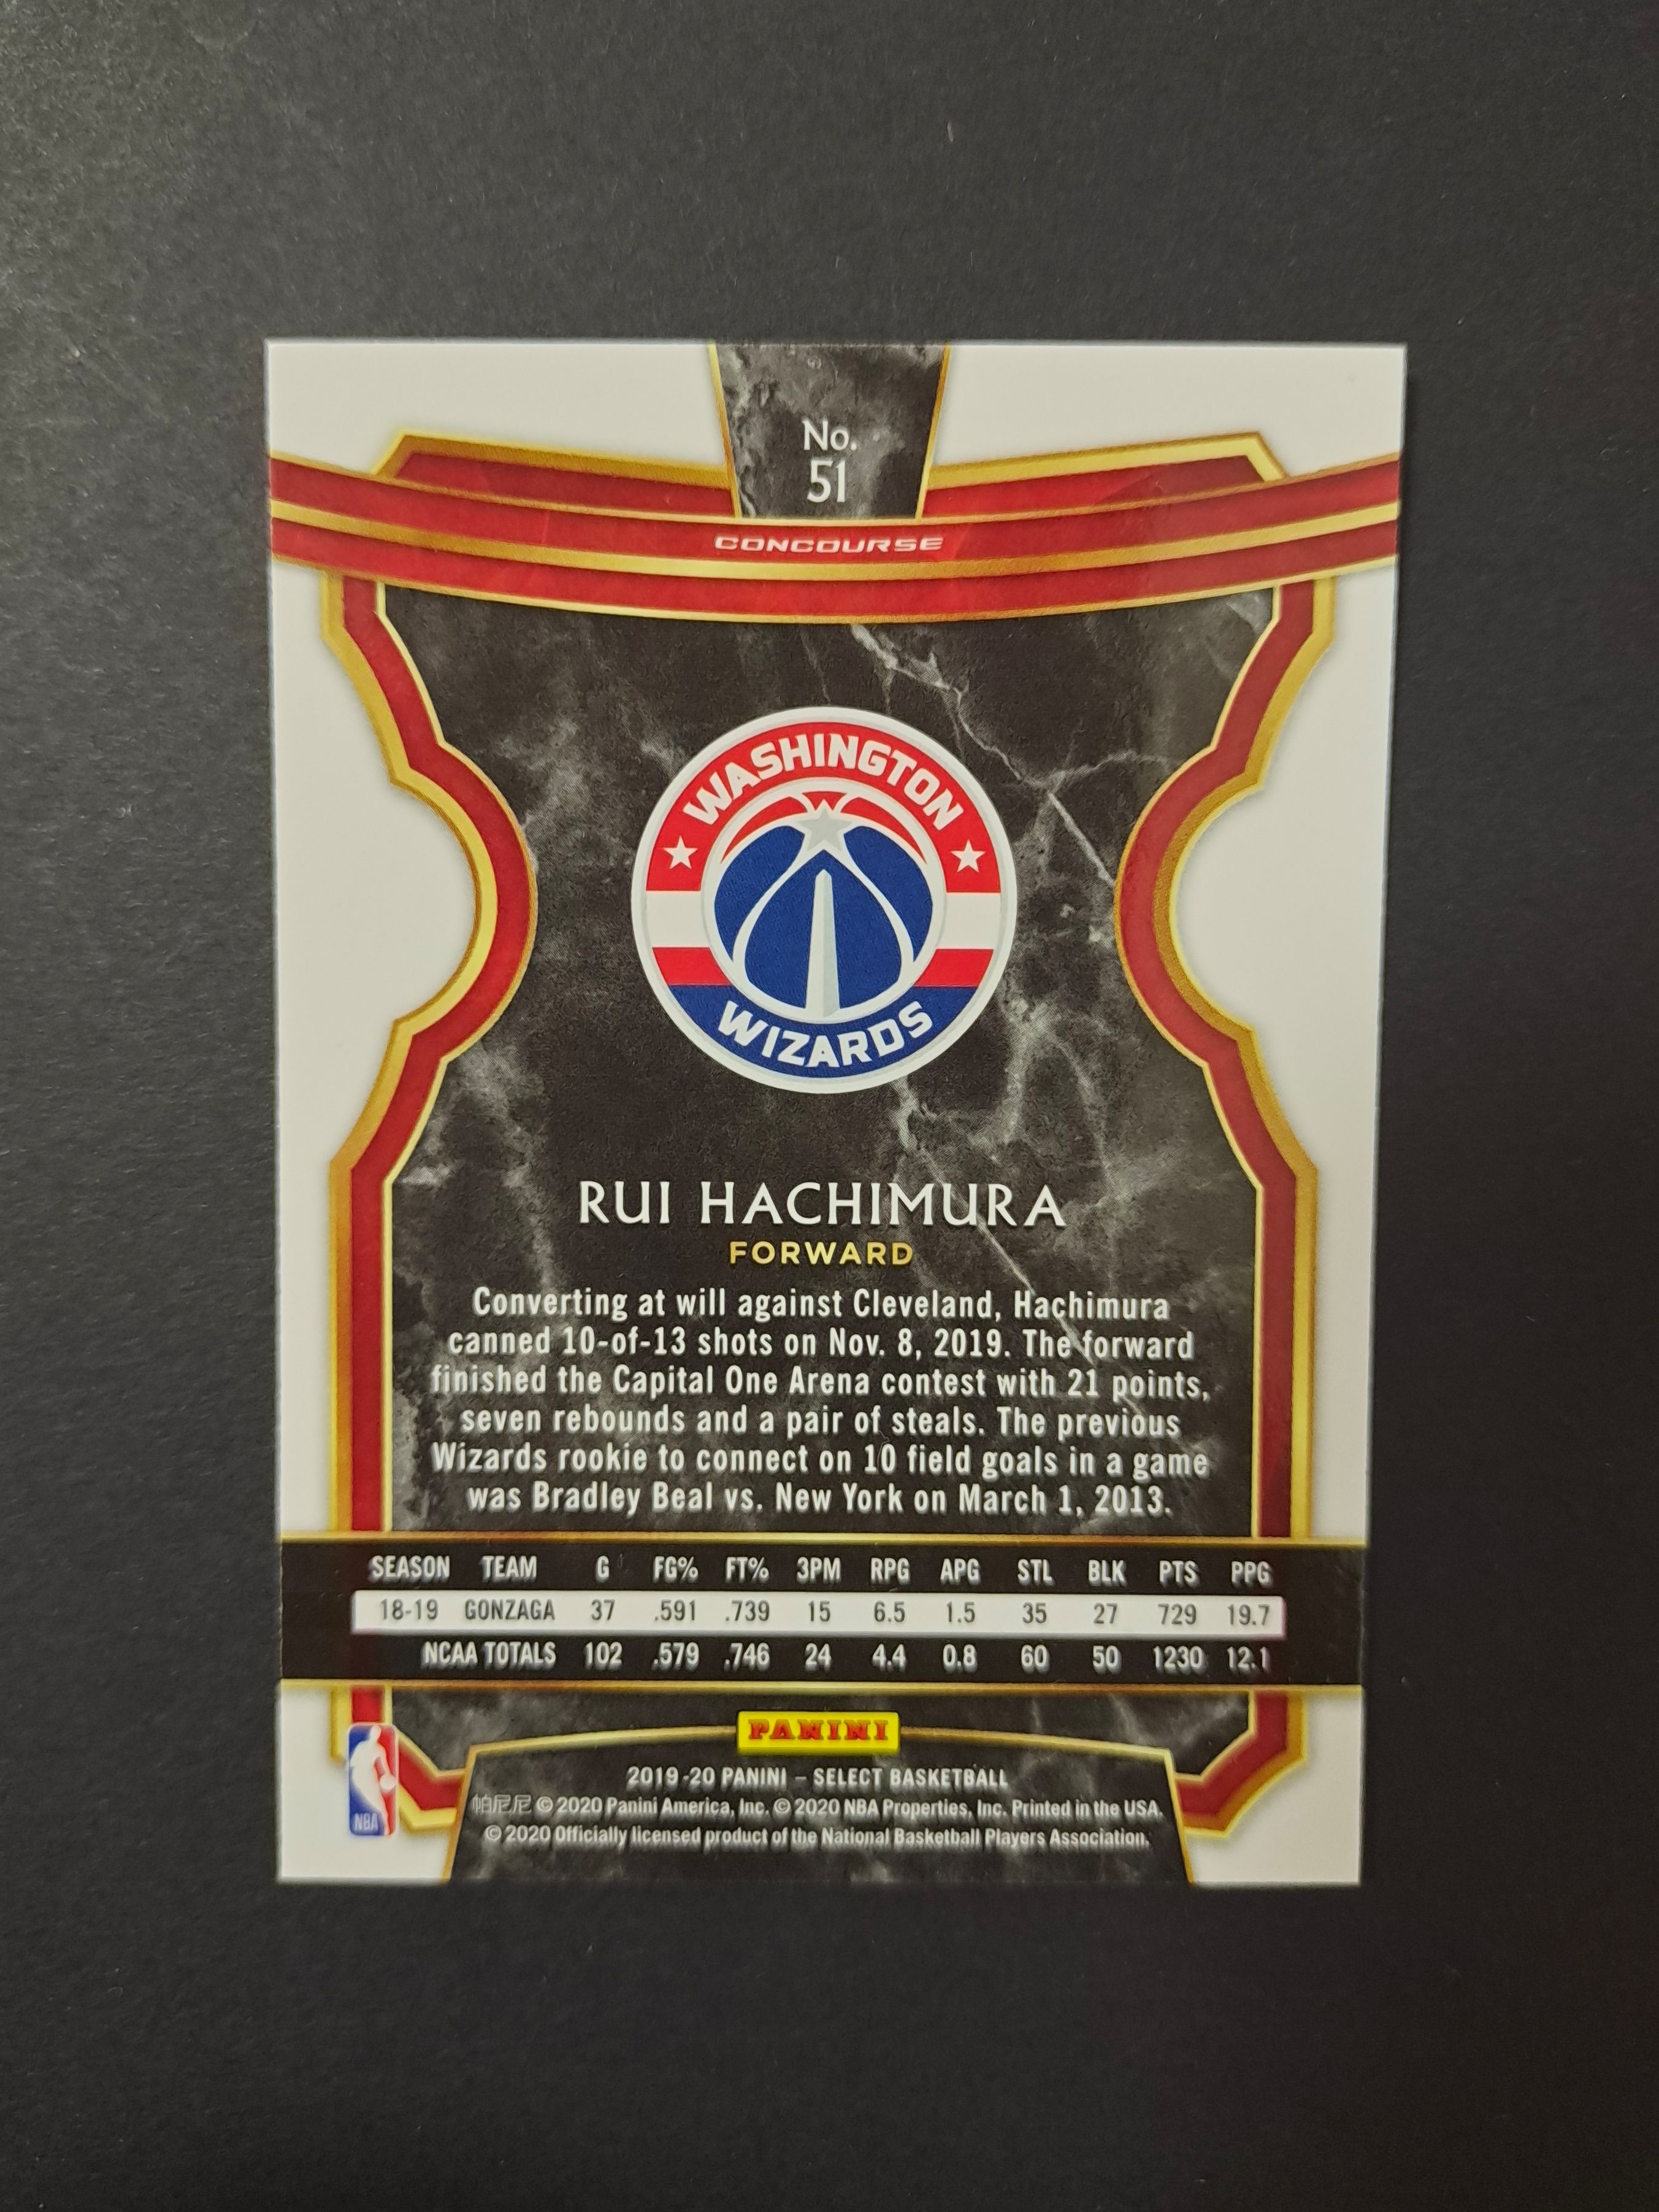 No.
51
CONCOURSE
WASHINGTON
WIZARDS
RUI HACHIMURA
FORWARD
Converting at will against Cleveland, Hachimura
canned 10-of-13 shots on Nov. 8, 2019. The forward
finished the Capital One Arena contest with 21 points,
seven rebounds and a pair of steals. The previous
Wizards rookie to connect on 10 field goals in a game
was Bradley Beal vs. New York on March 1, 2013.
SEASON TEAM G FG% FT% 3PM RPG APG STL BLK PTS PPG
18-19 GONZAGA 37 .591 .739 15 6.5 1.5 35 27 729 19.7
NCAA TOTALS 102 .579 .746 24 4.4 0.8 60 50 1230 12.1
PANINI
NBA
2019-20 PANINI – SELECT BASKETBALL
帕尼尼 © 2020 Panini America, Inc. © 2020 NBA Properties, Inc. Printed in the USA.
© 2020 Officially licensed product of the National Basketball Players Association.